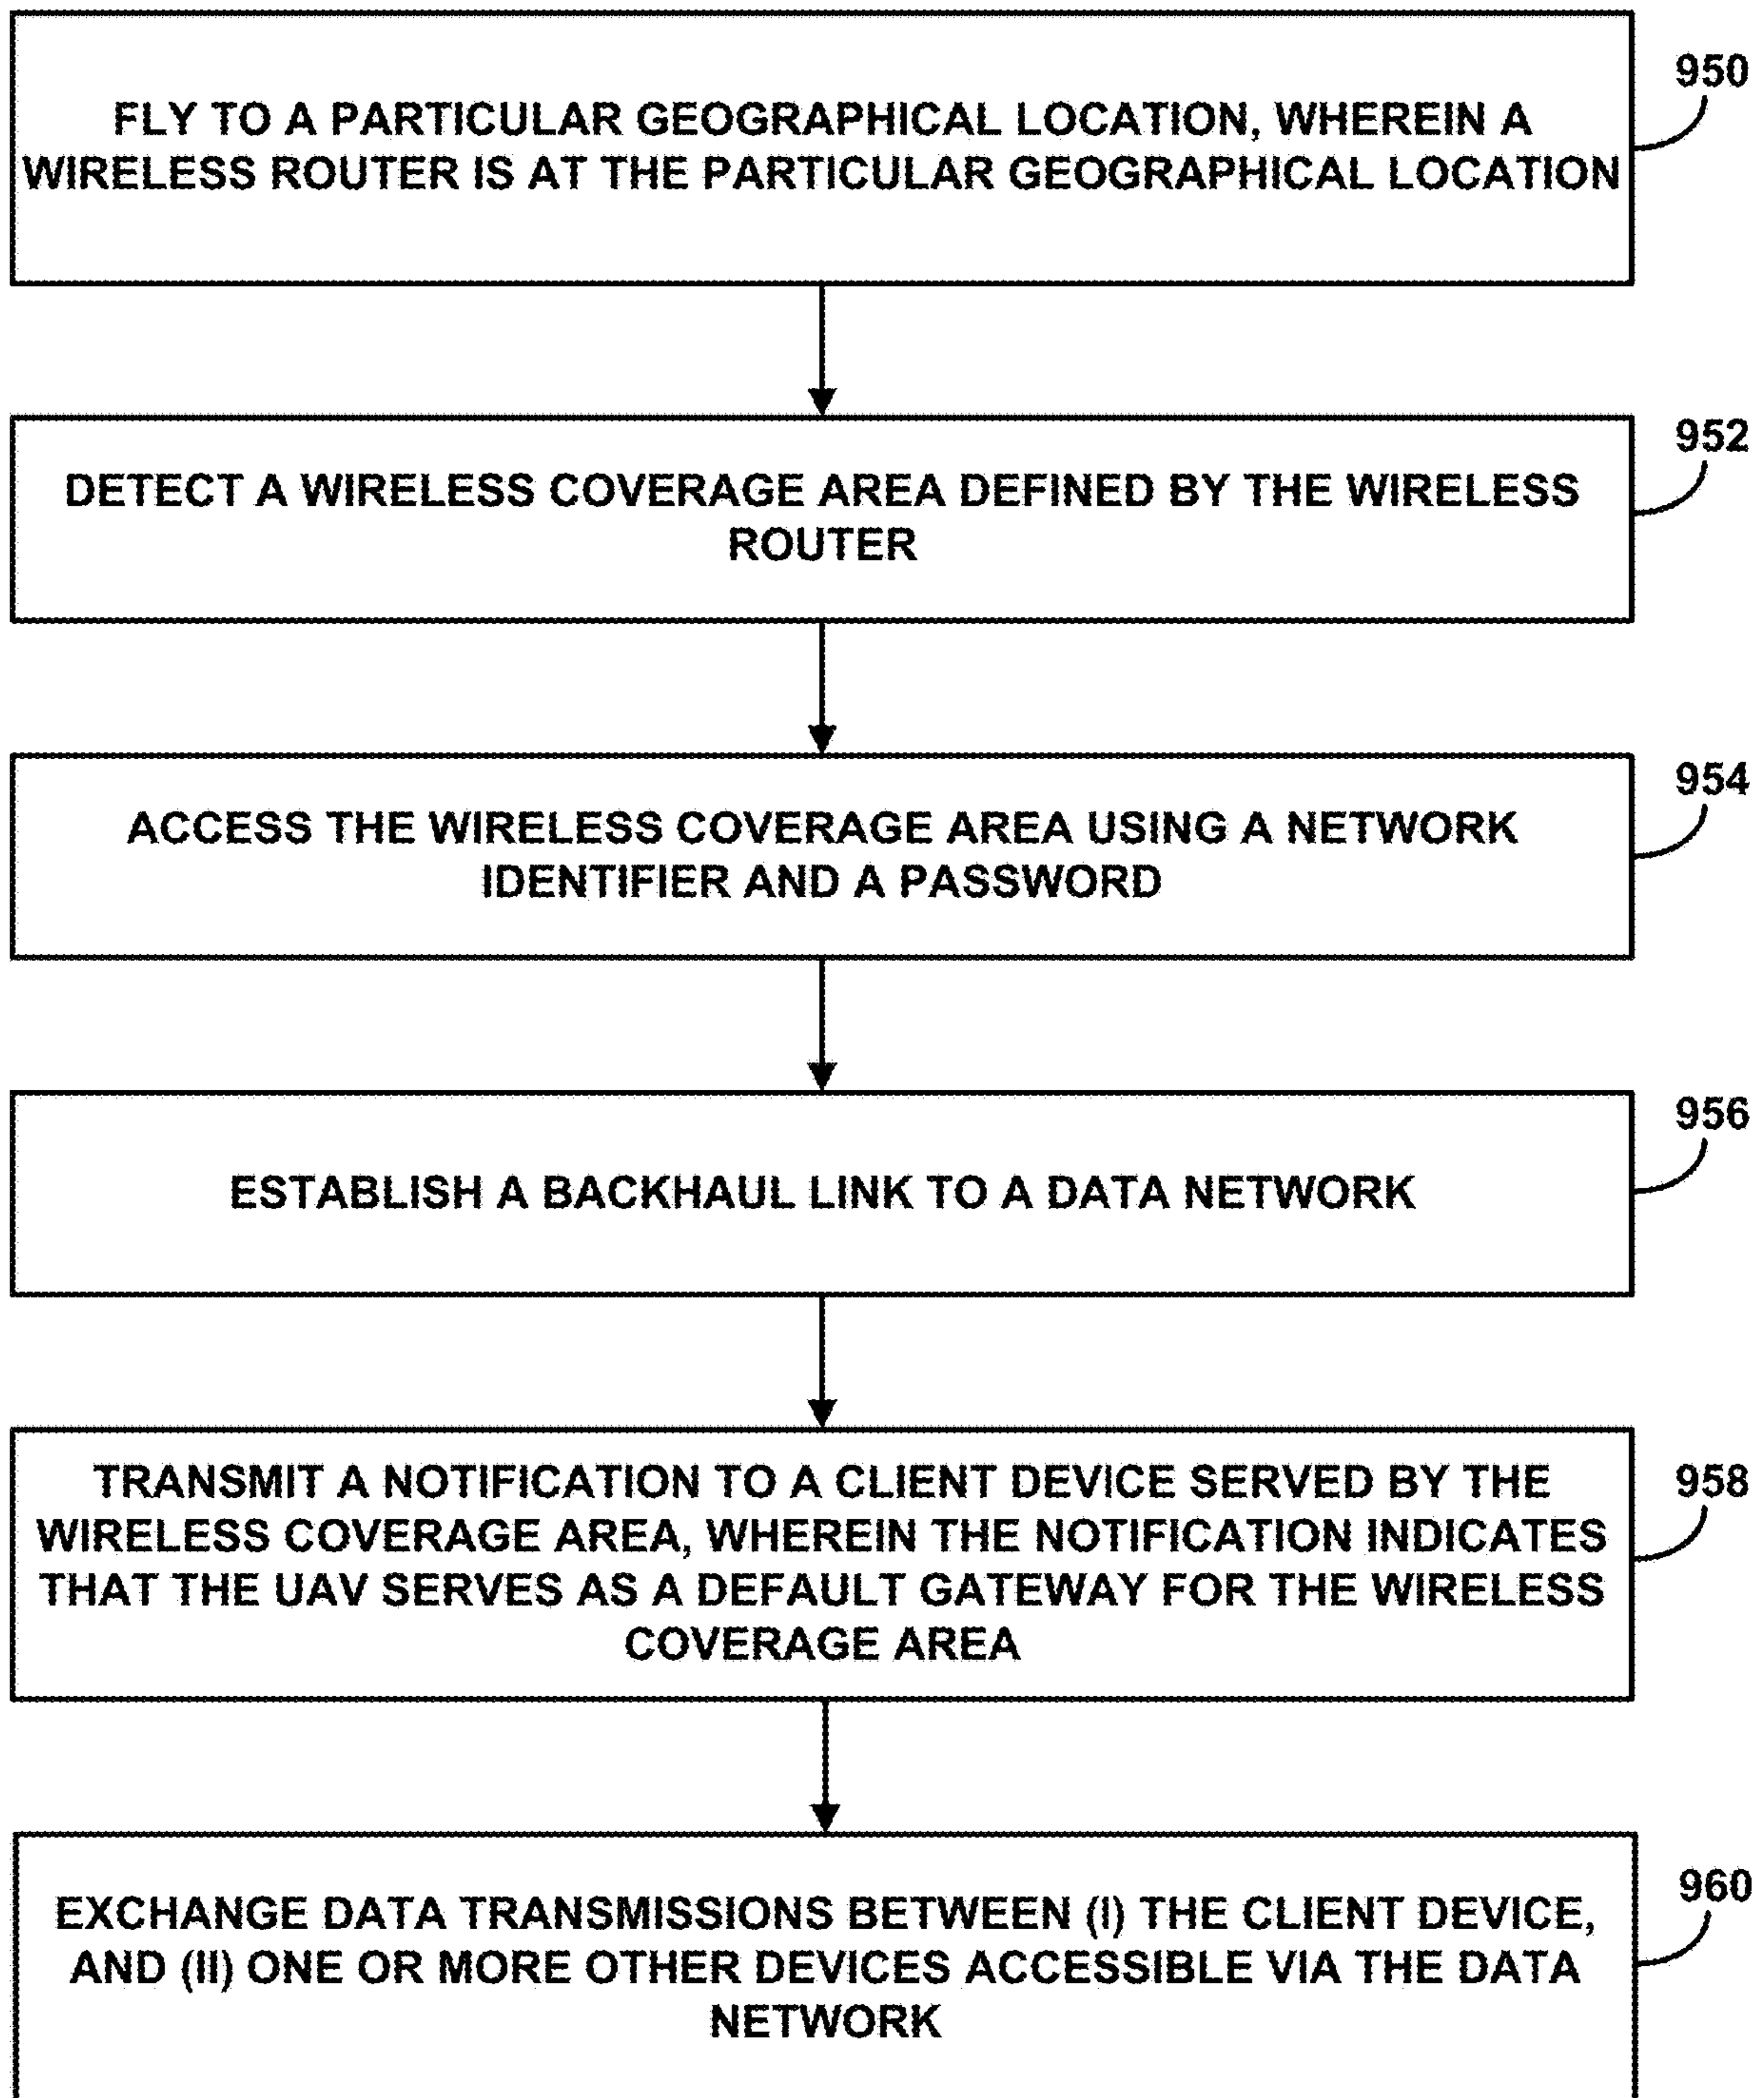 950
FLY TO A PARTICULAR GEOGRAPHICAL LOCATION, WHEREIN A
WIRELESS ROUTER IS AT THE PARTICULAR GEOGRAPHICAL LOCATION
952
DETECT A WIRELESS COVERAGE AREA DEFINED BY THE WIRELESS
ROUTER
954
ACCESS THE WIRELESS COVERAGE AREA USING A NETWORK
IDENTIFIER AND A PASSWORD
956
ESTABLISH A BACKHAUL LINK TO A DATA NETWORK
958
TRANSMIT A NOTIFICATION TO A CLIENT DEVICE SERVED BY THE
WIRELESS COVERAGE AREA, WHEREIN THE NOTIFICATION INDICATES
THAT THE UAV SERVES AS A DEFAULT GATEWAY FOR THE WIRELESS
COVERAGE AREA
960
EXCHANGE DATA TRANSMISSIONS BETWEEN (I) THE CLIENT DEVICE,
AND (II) ONE OR MORE OTHER DEVICES ACCESSIBLE VIA THE DATA
NETWORK